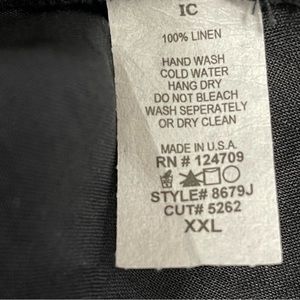 IC
100% LINEN
HAND WASH
COLD WATER
HANG DRY
DO NOT BLEACH
WASH SEPERATELY
OR DRY CLEAN
MADE IN U.S.A.
RN # 124709
STYLE# 8679J
CUT# 5262
XXL